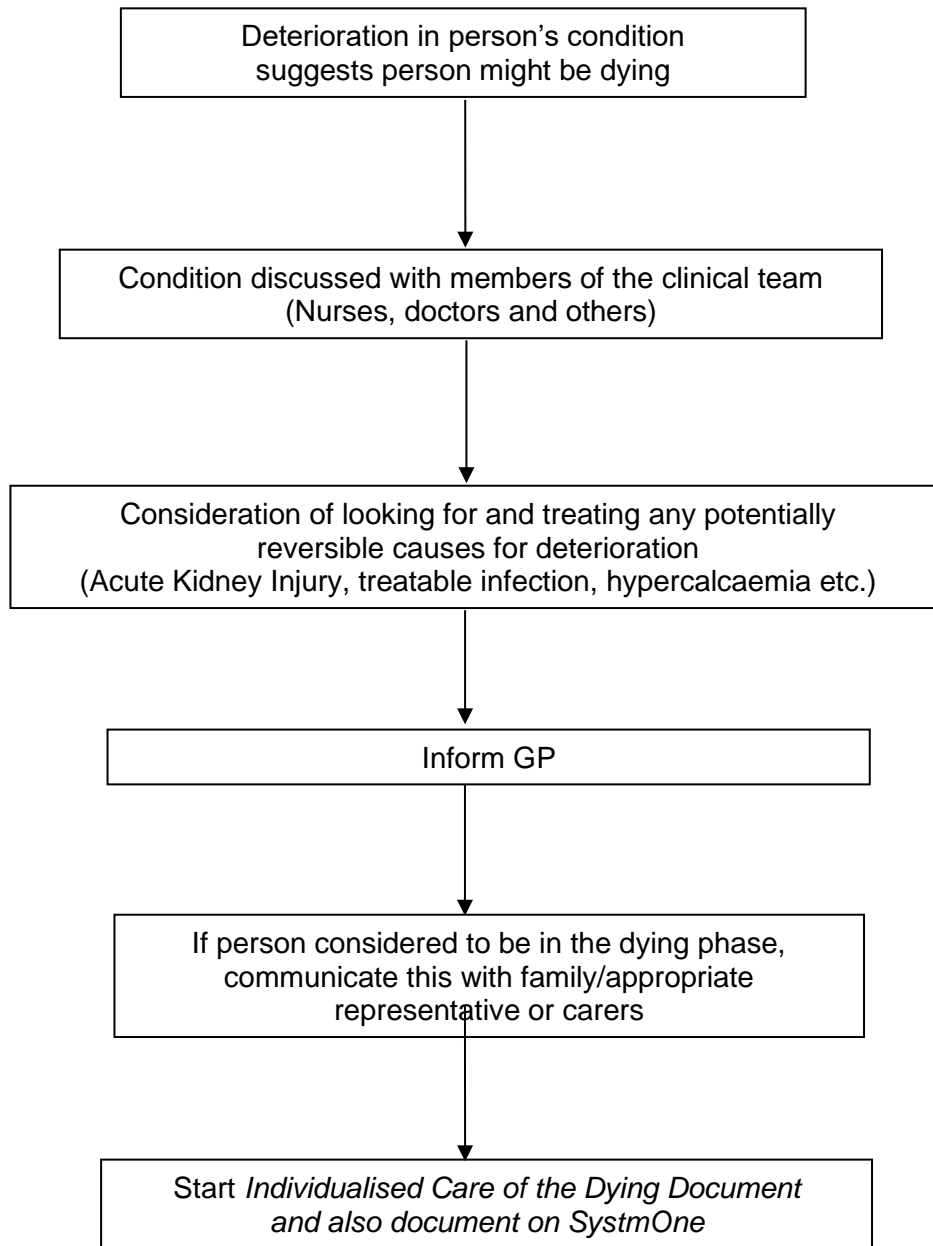 Deterioration in person’s condition
suggests person might be dying
Condition discussed with members of the clinical team
(Nurses, doctors and others)
Consideration of looking for and treating any potentially
reversible causes for deterioration
(Acute Kidney Injury, treatable infection, hypercalcaemia etc.)
Inform GP
If person considered to be in the dying phase,
communicate this with family/appropriate
representative or carers
Start Individualised Care of the Dying Document
and also document on SystmOne